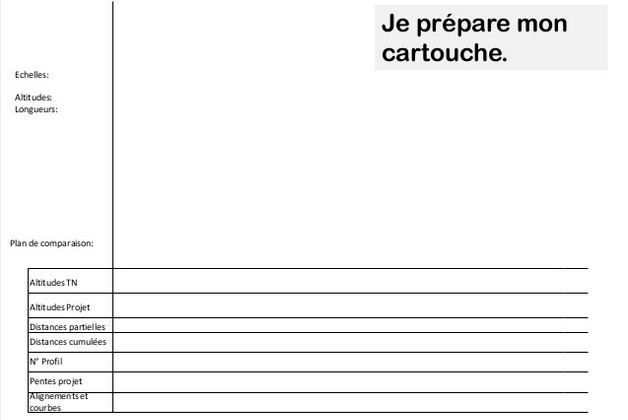 Je prépare mon
cartouche.
Echelles:
Altitudes:
Longueurs:
Plan de comparaison:
Altitudes TN
Altitudes Projet
Distances partielles
Distances cumulées
N° Profil
Pentes projet
Alignements et
courbes